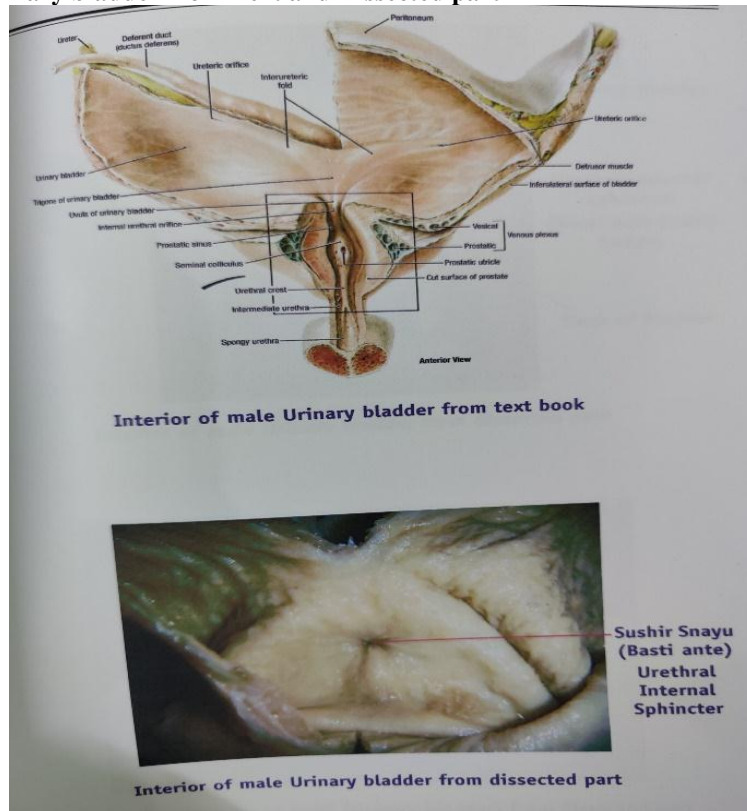 Peritoneum
Ureter
Deferent duct
(ductus deferens)
Ureteric orifice
Interureteric
fold
Ureteric orifice
Urinary bladder
Detrusor muscle
Inferolateral surface of bladder
Trigone of urinary bladder
Uvula of urinary bladder
Internal urethral orifice
Prostatic sinus
Seminal colliculus
Vesical
Prostatic
Venous plexus
Prostatic utricle
Cut surface of prostate
Urethral crest
Intermediate urethra
Spongy urethra
Anterior View
Interior of male Urinary bladder from text book
Sushir Snayu
(Basti ante)
Urethral
Internal
Sphincter
Interior of male Urinary bladder from dissected part